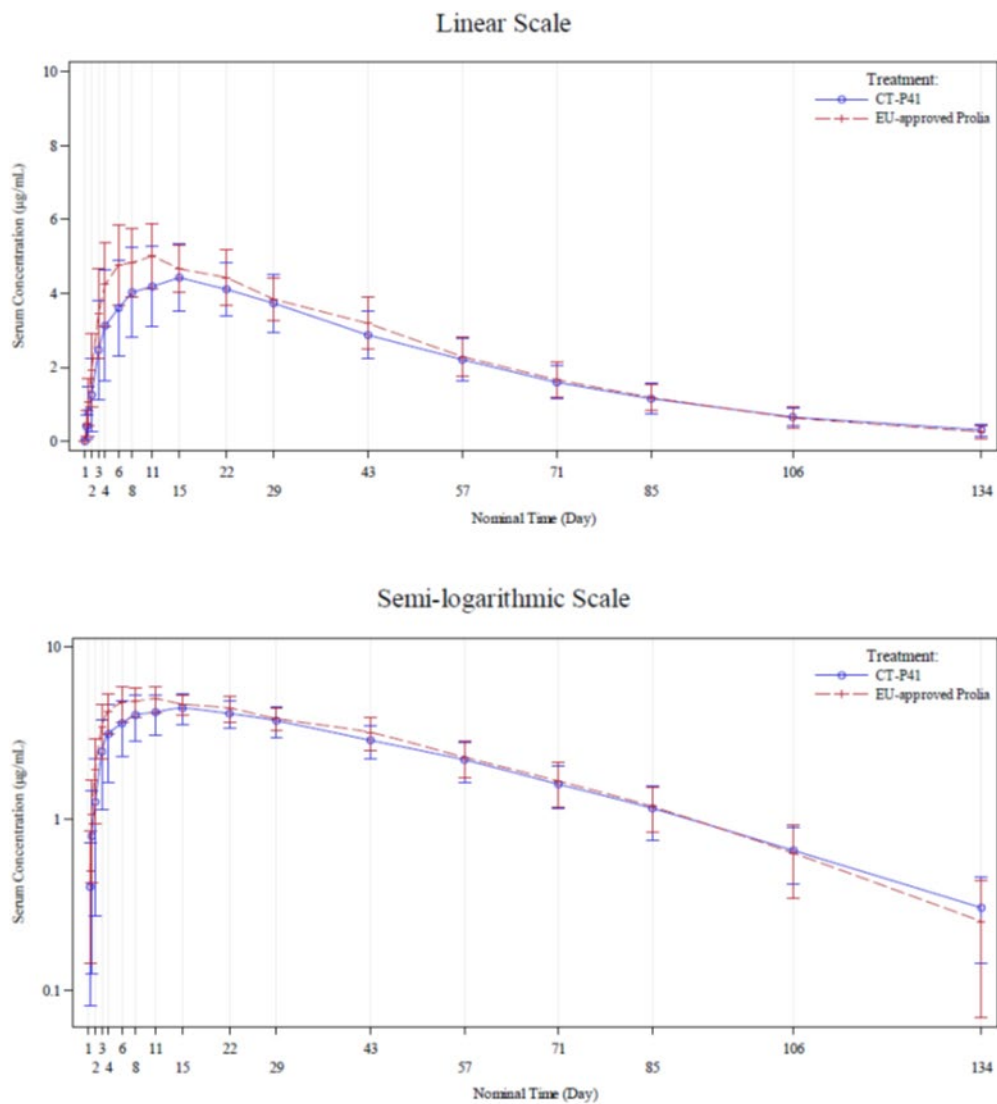 Linear Scale
10
8
6
4
2
0
Serum Concentration (µg/mL)
Treatment:
CT-P41
EU-approved Prolia
1 3 6 11 22 43 71 106
2 4 8 15 29 57 85 134
Nominal Time (Day)
Semi-logarithmic Scale
10
1
0.1
Serum Concentration (µg/mL)
Treatment:
CT-P41
EU-approved Prolia
1 3 6 11 22 43 71 106
2 4 8 15 29 57 85 134
Nominal Time (Day)